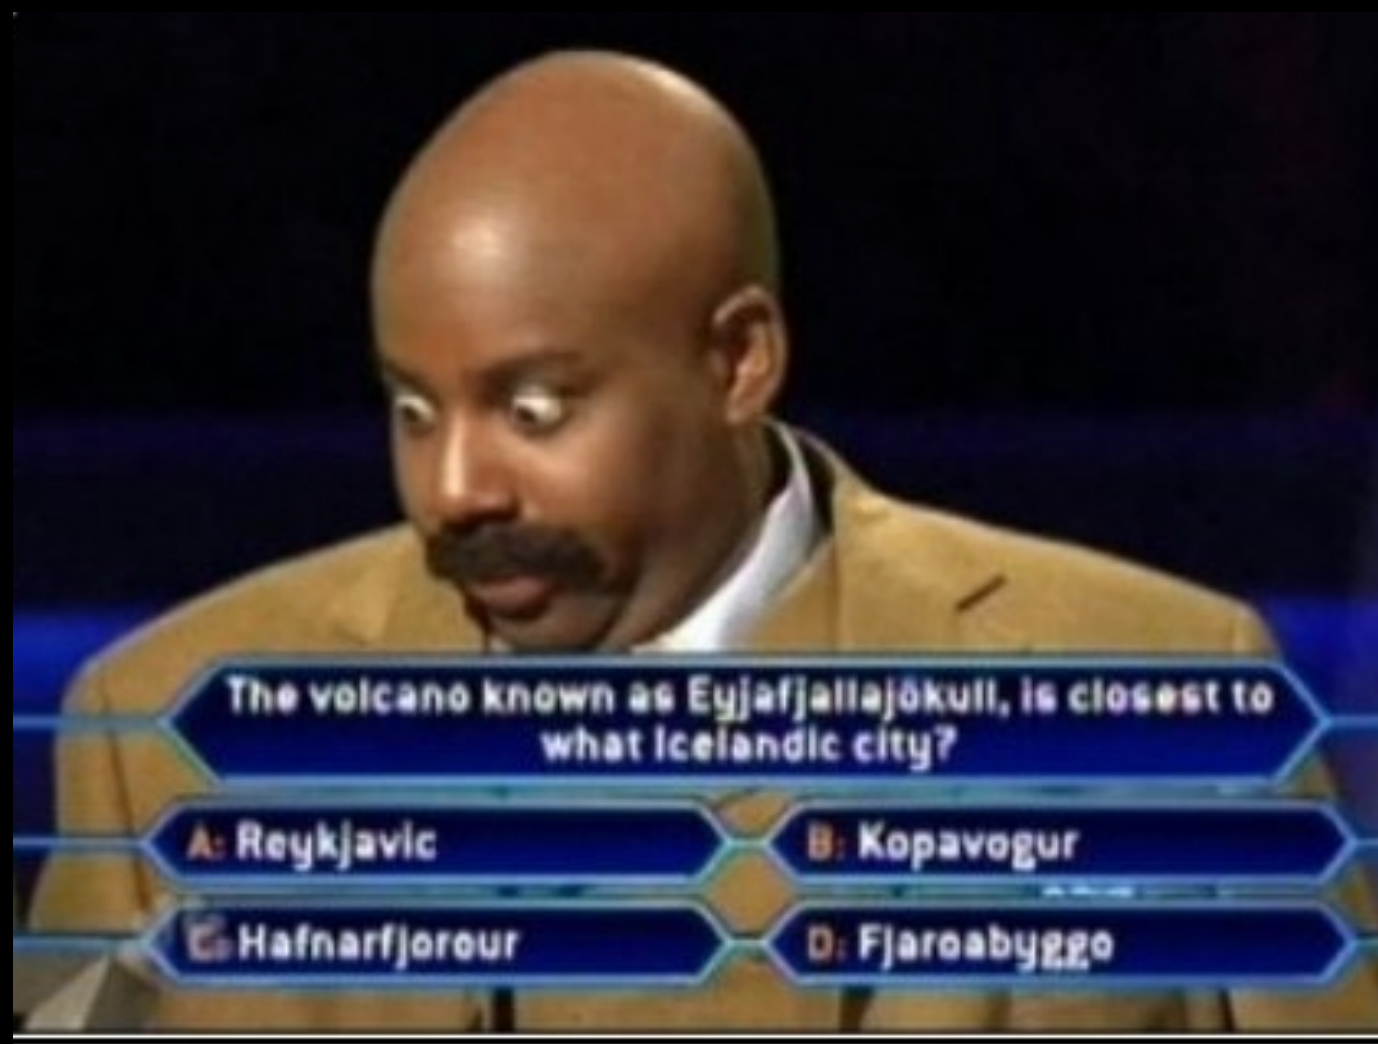 The volcano known as Eyjafjallajökull, is closest to
what Icelandic city?
A: Reykjavic
B: Kopavogur
C: Hafnarfjorour
D: Fjaroabyggo